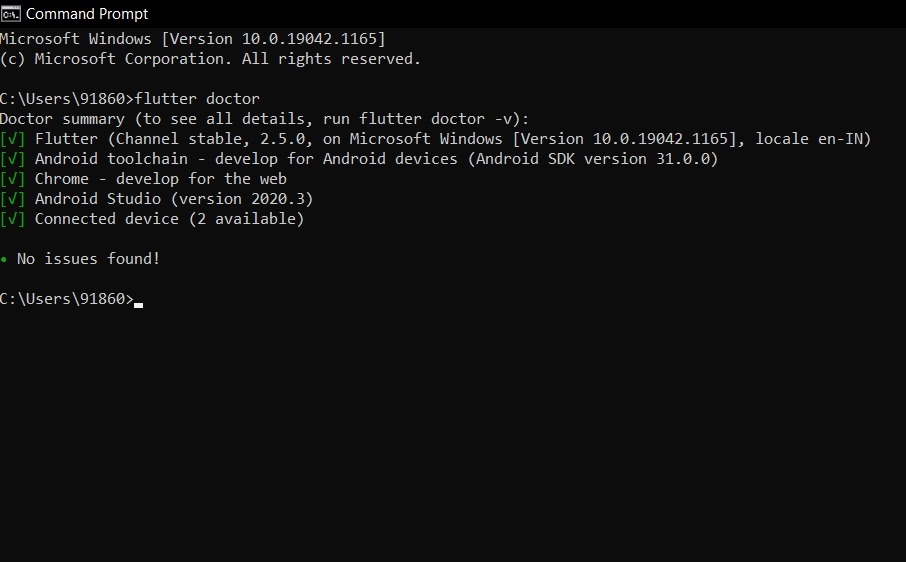 Command Prompt
Microsoft Windows [Version 10.0.19042.1165]
(c) Microsoft Corporation. All rights reserved.
C:\Users\91860>flutter doctor
Doctor summary (to see all details, run flutter doctor -v):
[√] Flutter (Channel stable, 2.5.0, on Microsoft Windows [Version 10.0.19042.1165], locale en-IN)
[√] Android toolchain - develop for Android devices (Android SDK version 31.0.0)
[√] Chrome - develop for the web
[√] Android Studio (version 2020.3)
[√] Connected device (2 available)
• No issues found!
C:\Users\91860>